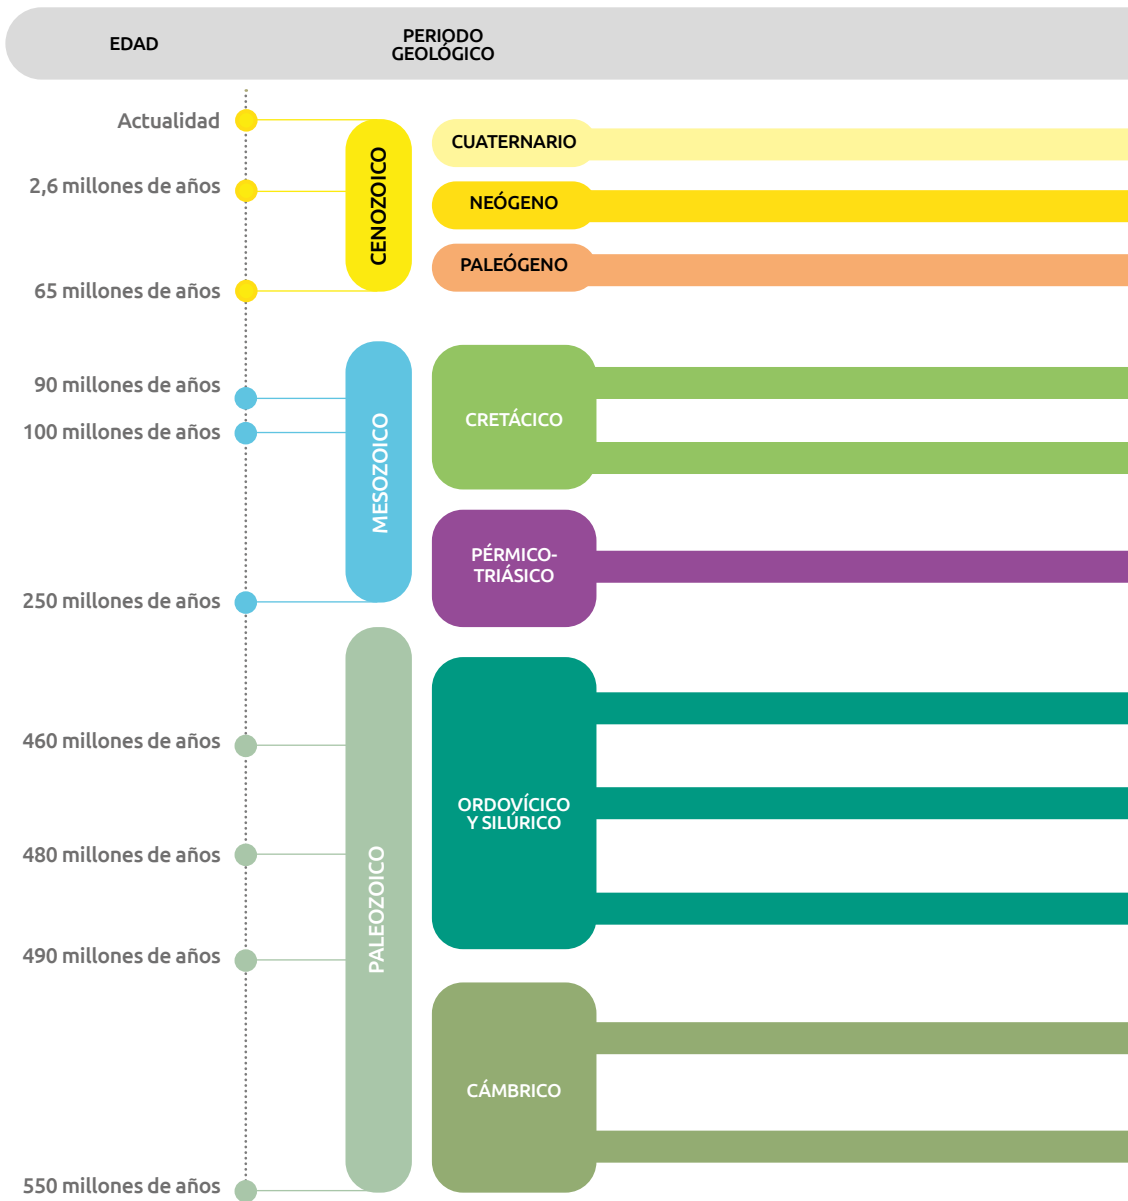 EDAD
PERIODO
GEOLÓGICO
Actualidad
2,6 millones de años
65 millones de años
90 millones de años
100 millones de años
250 millones de años
460 millones de años
480 millones de años
490 millones de años
550 millones de años
CENOZOICO
MESOZOICO
PALEOZOICO
CUATERNARIO
NEÓGENO
PALEÓGENO
CRETÁCICO
PÉRMICO-
TRIÁSICO
ORDOVÍCICO
Y SILÚRICO
CÁMBRICO